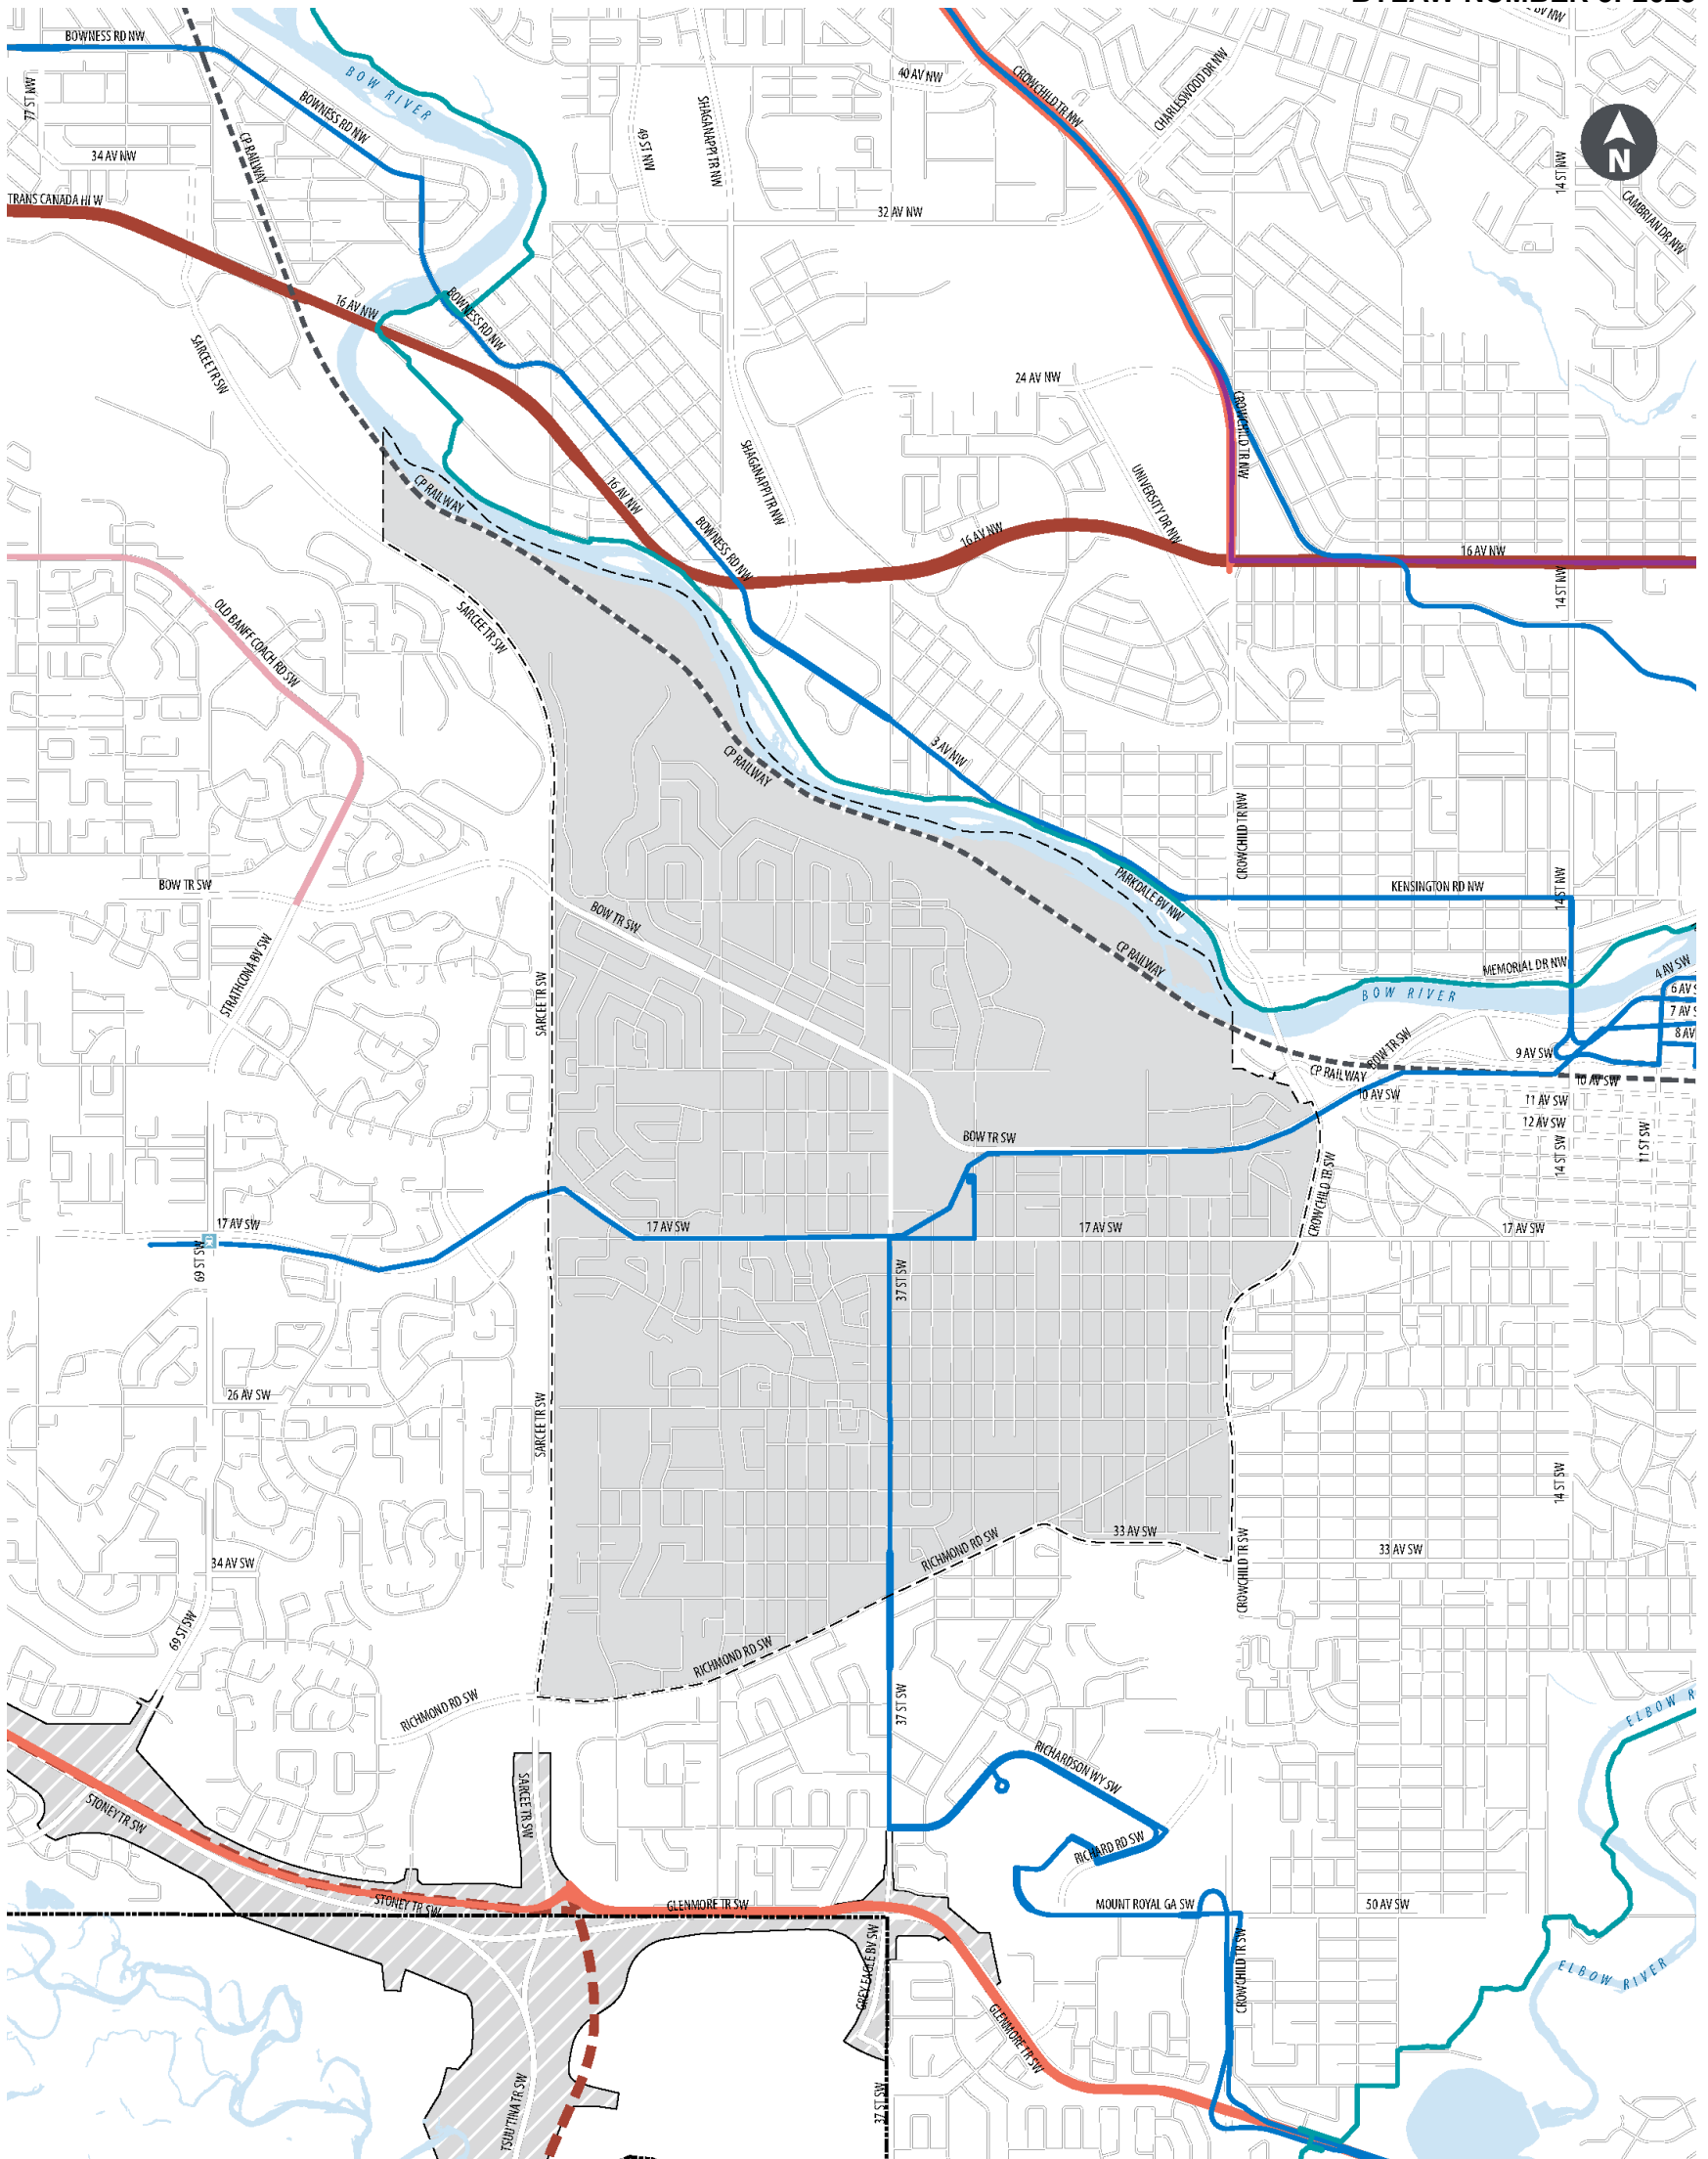 BOWNESS RD NW
BV NW
BOW RIVER
40 AV NW
CROWCHILD TR NW
CHARLESWOOD DR NW
77 ST NW
BOWNESS RD NW
SHAGANAPPI TR NW
49 ST NW
CP RAILWAY
34 AV NW
N
14 ST NW
TRANS CANADA HI W
32 AV NW
CAMBRIAN DR NW
16 AV NW
BOWNESS RD NW
SARCEE TR SW
24 AV NW
CROWCHILD TR NW
SHAGANAPPI TR NW
UNIVERSITY DR NW
CP RAILWAY
16 AV NW
BOWNESS RD NW
16 AV NW
16 AV NW
14 ST NW
SARCEE TR SW
OLD BANFF COACH RD SW
3 AV NW
CP RAILWAY
CROWCHILD TR NW
BOW TR SW
PARKDALE BV NW
KENSINGTON RD NW
14 ST NW
BOW TR SW
STRATHCONA BV SW
CP RAILWAY
MEMORIAL DR NW
4 AV SW
SARCEE TR SW
BOW RIVER
6 AV S
7 AV S
8 AV
BOW TR SW
9 AV SW
CP RAILWAY
10 AV SW
10 AV SW
11 AV SW
12 AV SW
BOW TR SW
14 ST SW
11 ST SW
CROWCHILD TR SW
17 AV SW
17 AV SW
17 AV SW
17 AV SW
69 ST SW
37 ST SW
26 AV SW
SARCEE TR SW
14 ST SW
33 AV SW
RICHMOND RD SW
33 AV SW
34 AV SW
CROWCHILD TR SW
69 ST SW
RICHMOND RD SW
RICHMOND RD SW
37 ST SW
ELBOW R
RICHARDSON WY SW
SARCEE TR SW
STONEY TR SW
RICHARD RD SW
STONEY TR SW
GLENMORE TR SW
MOUNT ROYAL GA SW
50 AV SW
GREY EAGLE BV SW
CROWCHILD TR SW
ELBOW RIVER
GLENMORE TR SW
TSUUT'INA TR SW
37 ST SW